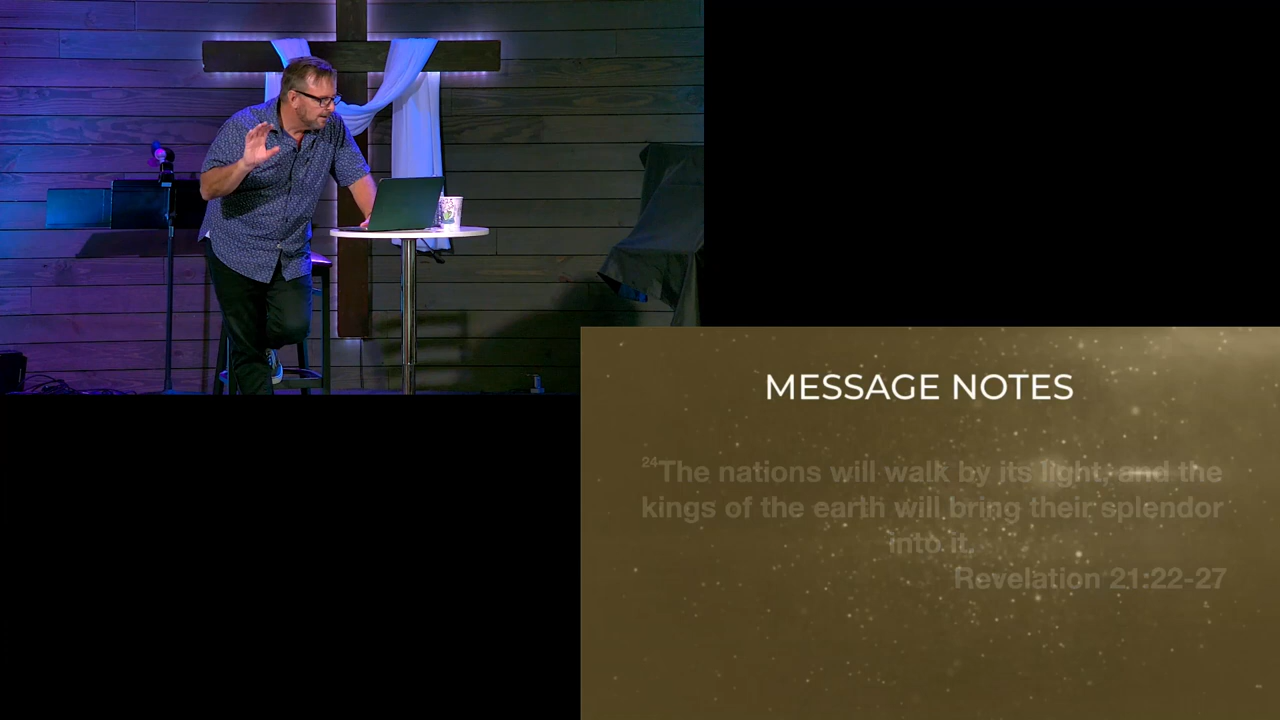 MESSAGE NOTES
24The nations will walk by its light, and the
kings of the earth will bring their splendor
into it.
Revelation 21:22-27